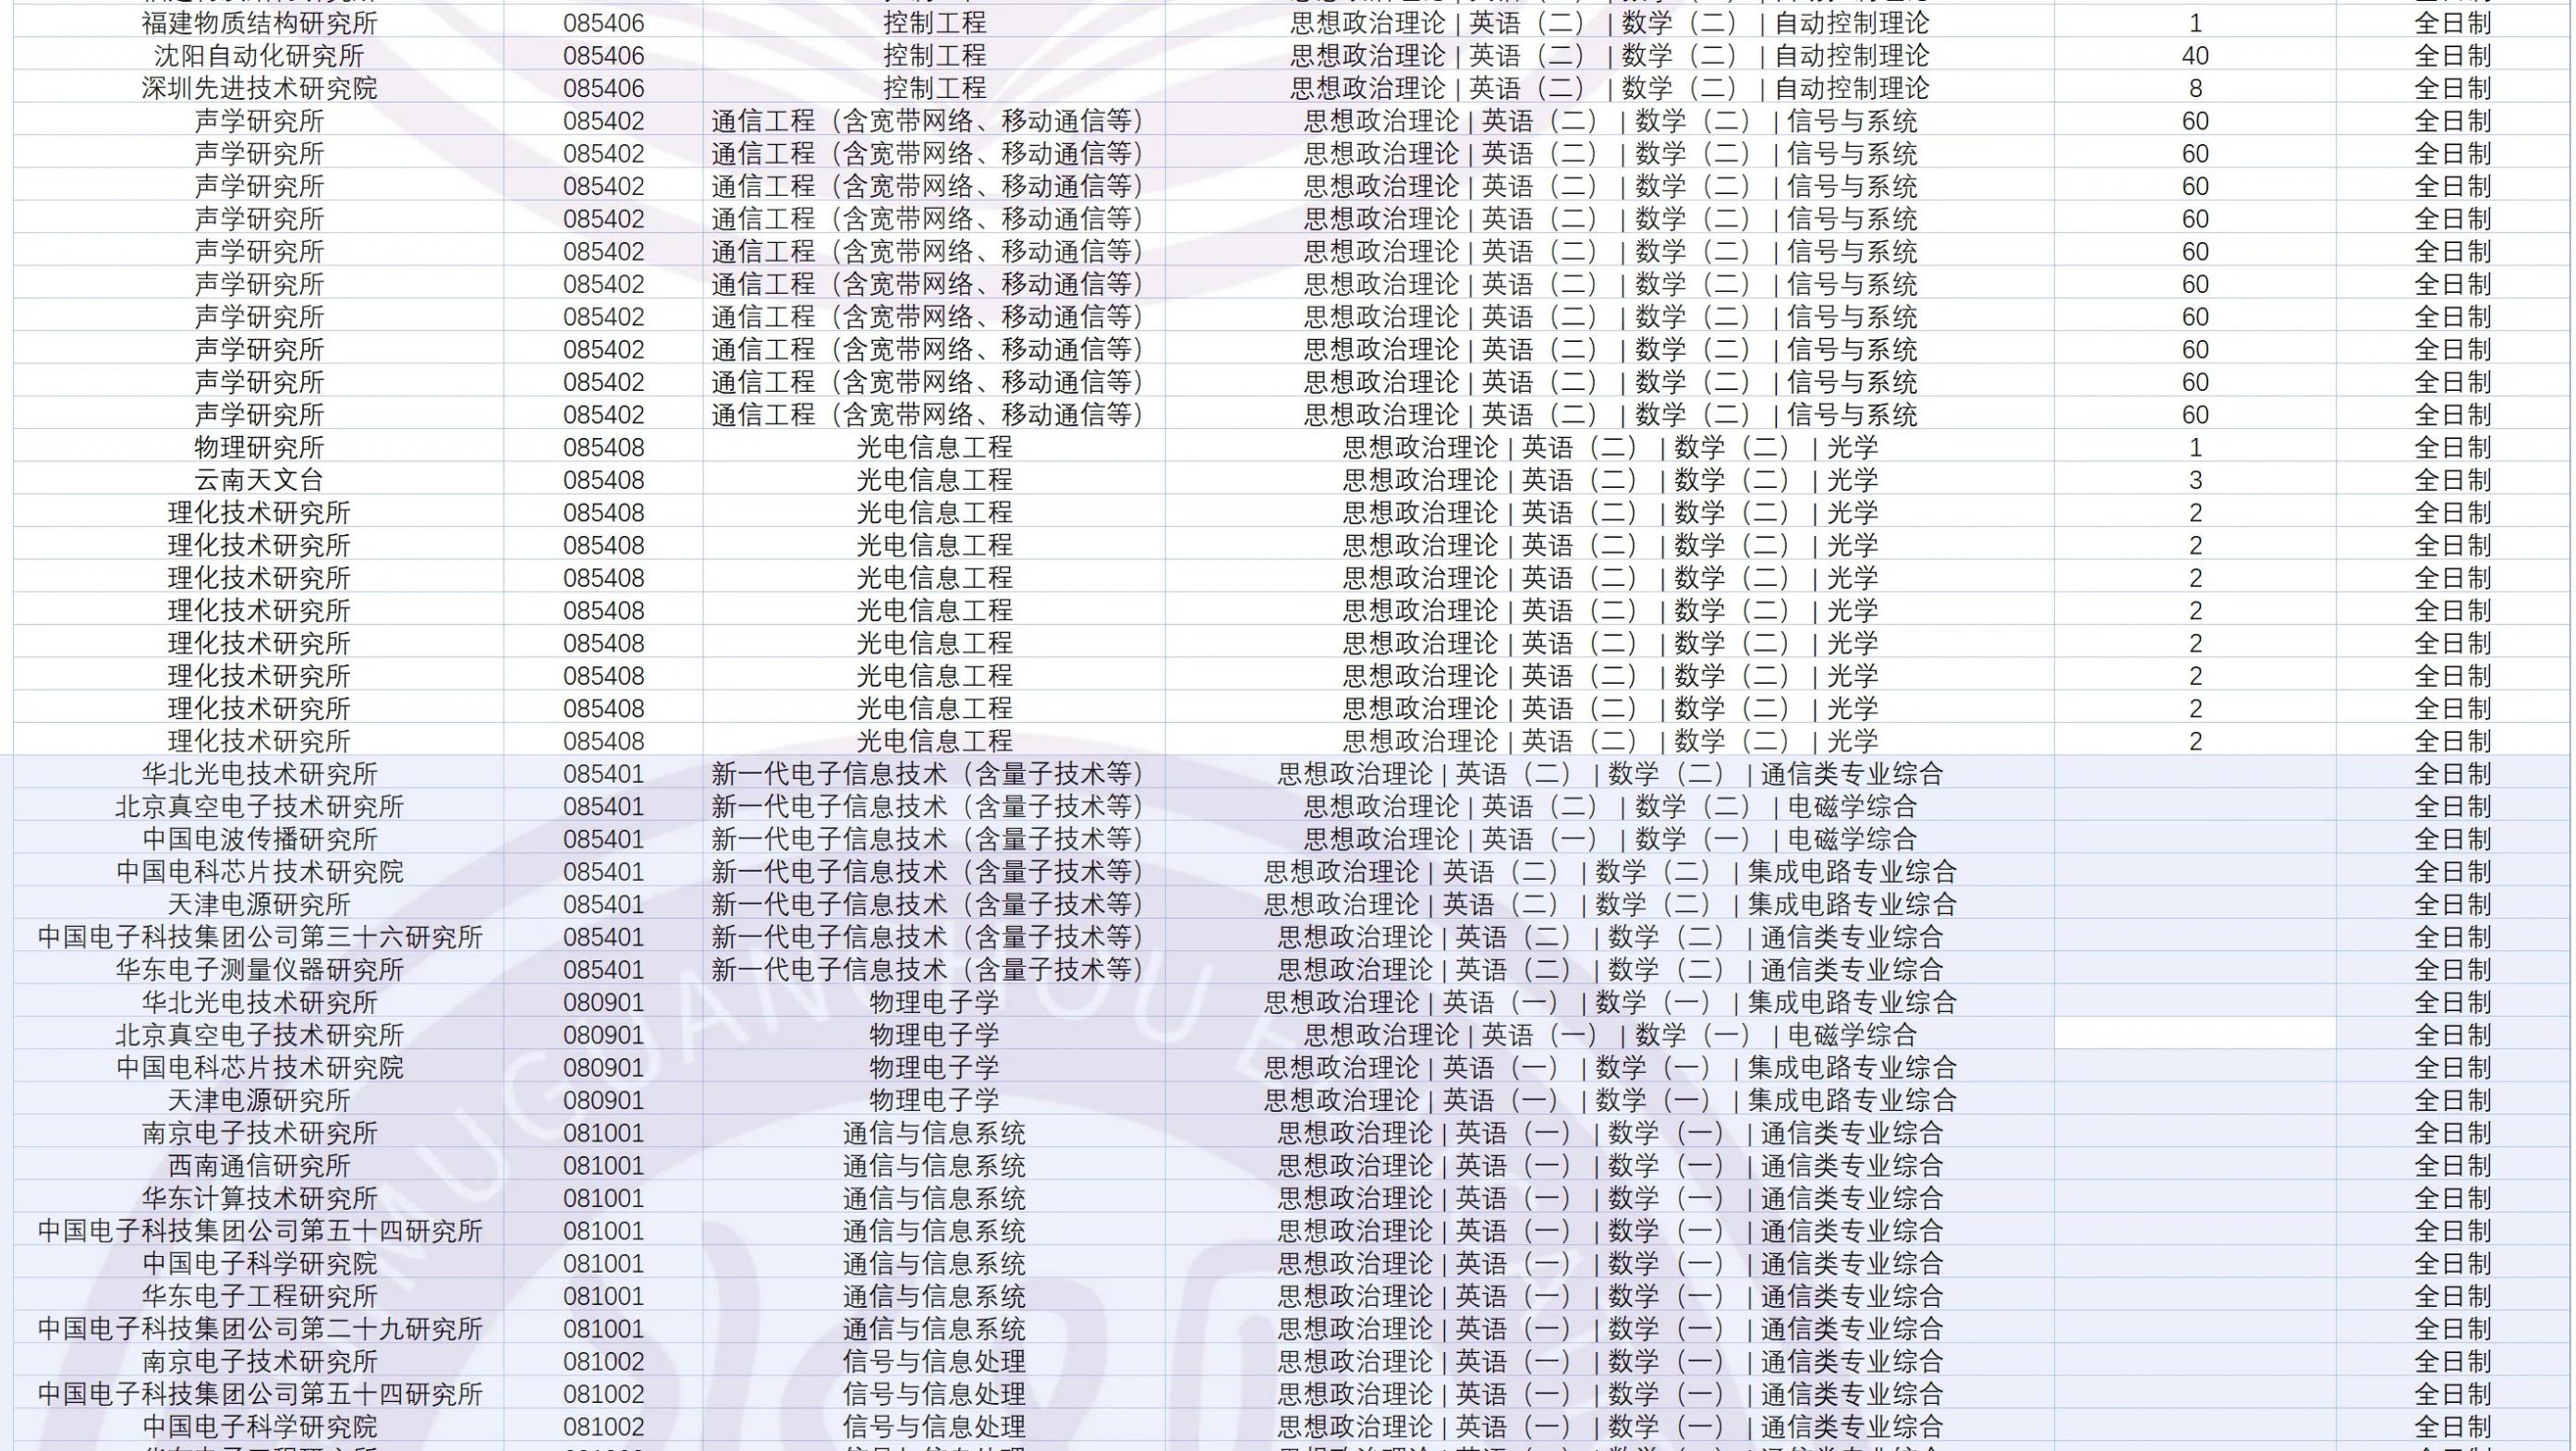 福建物质结构研究所 085406 控制工程 思想政治理论 | 英语（二） | 数学（二） | 自动控制理论 1 全日制
沈阳自动化研究所 085406 控制工程 思想政治理论 | 英语（二） | 数学（二） | 自动控制理论 40 全日制
深圳先进技术研究院 085406 控制工程 思想政治理论 | 英语（二） | 数学（二） | 自动控制理论 8 全日制
声学研究所 085402 通信工程（含宽带网络、移动通信等） 思想政治理论 | 英语（二） | 数学（二） | 信号与系统 60 全日制
声学研究所 085402 通信工程（含宽带网络、移动通信等） 思想政治理论 | 英语（二） | 数学（二） | 信号与系统 60 全日制
声学研究所 085402 通信工程（含宽带网络、移动通信等） 思想政治理论 | 英语（二） | 数学（二） | 信号与系统 60 全日制
声学研究所 085402 通信工程（含宽带网络、移动通信等） 思想政治理论 | 英语（二） | 数学（二） | 信号与系统 60 全日制
声学研究所 085402 通信工程（含宽带网络、移动通信等） 思想政治理论 | 英语（二） | 数学（二） | 信号与系统 60 全日制
声学研究所 085402 通信工程（含宽带网络、移动通信等） 思想政治理论 | 英语（二） | 数学（二） | 信号与系统 60 全日制
声学研究所 085402 通信工程（含宽带网络、移动通信等） 思想政治理论 | 英语（二） | 数学（二） | 信号与系统 60 全日制
声学研究所 085402 通信工程（含宽带网络、移动通信等） 思想政治理论 | 英语（二） | 数学（二） | 信号与系统 60 全日制
声学研究所 085402 通信工程（含宽带网络、移动通信等） 思想政治理论 | 英语（二） | 数学（二） | 信号与系统 60 全日制
声学研究所 085402 通信工程（含宽带网络、移动通信等） 思想政治理论 | 英语（二） | 数学（二） | 信号与系统 60 全日制
物理研究所 085408 光电信息工程 思想政治理论 | 英语（二） | 数学（二） | 光学 1 全日制
云南天文台 085408 光电信息工程 思想政治理论 | 英语（二） | 数学（二） | 光学 3 全日制
理化技术研究所 085408 光电信息工程 思想政治理论 | 英语（二） | 数学（二） | 光学 2 全日制
理化技术研究所 085408 光电信息工程 思想政治理论 | 英语（二） | 数学（二） | 光学 2 全日制
理化技术研究所 085408 光电信息工程 思想政治理论 | 英语（二） | 数学（二） | 光学 2 全日制
理化技术研究所 085408 光电信息工程 思想政治理论 | 英语（二） | 数学（二） | 光学 2 全日制
理化技术研究所 085408 光电信息工程 思想政治理论 | 英语（二） | 数学（二） | 光学 2 全日制
理化技术研究所 085408 光电信息工程 思想政治理论 | 英语（二） | 数学（二） | 光学 2 全日制
理化技术研究所 085408 光电信息工程 思想政治理论 | 英语（二） | 数学（二） | 光学 2 全日制
理化技术研究所 085408 光电信息工程 思想政治理论 | 英语（二） | 数学（二） | 光学 2 全日制
华北光电技术研究所 085401 新一代电子信息技术（含量子技术等） 思想政治理论 | 英语（二） | 数学（二） | 通信类专业综合 全日制
北京真空电子技术研究所 085401 新一代电子信息技术（含量子技术等） 思想政治理论 | 英语（二） | 数学（二） | 电磁学综合 全日制
中国电波传播研究所 085401 新一代电子信息技术（含量子技术等） 思想政治理论 | 英语（一） | 数学（一） | 电磁学综合 全日制
中国电科芯片技术研究院 085401 新一代电子信息技术（含量子技术等） 思想政治理论 | 英语（二） | 数学（二） | 集成电路专业综合 全日制
天津电源研究所 085401 新一代电子信息技术（含量子技术等） 思想政治理论 | 英语（二） | 数学（二） | 集成电路专业综合 全日制
中国电子科技集团公司第三十六研究所 085401 新一代电子信息技术（含量子技术等） 思想政治理论 | 英语（二） | 数学（二） | 通信类专业综合 全日制
华东电子测量仪器研究所 085401 新一代电子信息技术（含量子技术等） 思想政治理论 | 英语（二） | 数学（二） | 通信类专业综合 全日制
华北光电技术研究所 080901 物理电子学 思想政治理论 | 英语（一） | 数学（一） | 集成电路专业综合 全日制
北京真空电子技术研究所 080901 物理电子学 思想政治理论 | 英语（一） | 数学（一） | 电磁学综合 全日制
中国电科芯片技术研究院 080901 物理电子学 思想政治理论 | 英语（一） | 数学（一） | 集成电路专业综合 全日制
天津电源研究所 080901 物理电子学 思想政治理论 | 英语（一） | 数学（一） | 集成电路专业综合 全日制
南京电子技术研究所 081001 通信与信息系统 思想政治理论 | 英语（一） | 数学（一） | 通信类专业综合 全日制
西南通信研究所 081001 通信与信息系统 思想政治理论 | 英语（一） | 数学（一） | 通信类专业综合 全日制
华东计算技术研究所 081001 通信与信息系统 思想政治理论 | 英语（一） | 数学（一） | 通信类专业综合 全日制
中国电子科技集团公司第五十四研究所 081001 通信与信息系统 思想政治理论 | 英语（一） | 数学（一） | 通信类专业综合 全日制
中国电子科学研究院 081001 通信与信息系统 思想政治理论 | 英语（一） | 数学（一） | 通信类专业综合 全日制
华东电子工程研究所 081001 通信与信息系统 思想政治理论 | 英语（一） | 数学（一） | 通信类专业综合 全日制
中国电子科技集团公司第二十九研究所 081001 通信与信息系统 思想政治理论 | 英语（一） | 数学（一） | 通信类专业综合 全日制
南京电子技术研究所 081002 信号与信息处理 思想政治理论 | 英语（一） | 数学（一） | 通信类专业综合 全日制
中国电子科技集团公司第五十四研究所 081002 信号与信息处理 思想政治理论 | 英语（一） | 数学（一） | 通信类专业综合 全日制
中国电子科学研究院 081002 信号与信息处理 思想政治理论 | 英语（一） | 数学（一） | 通信类专业综合 全日制